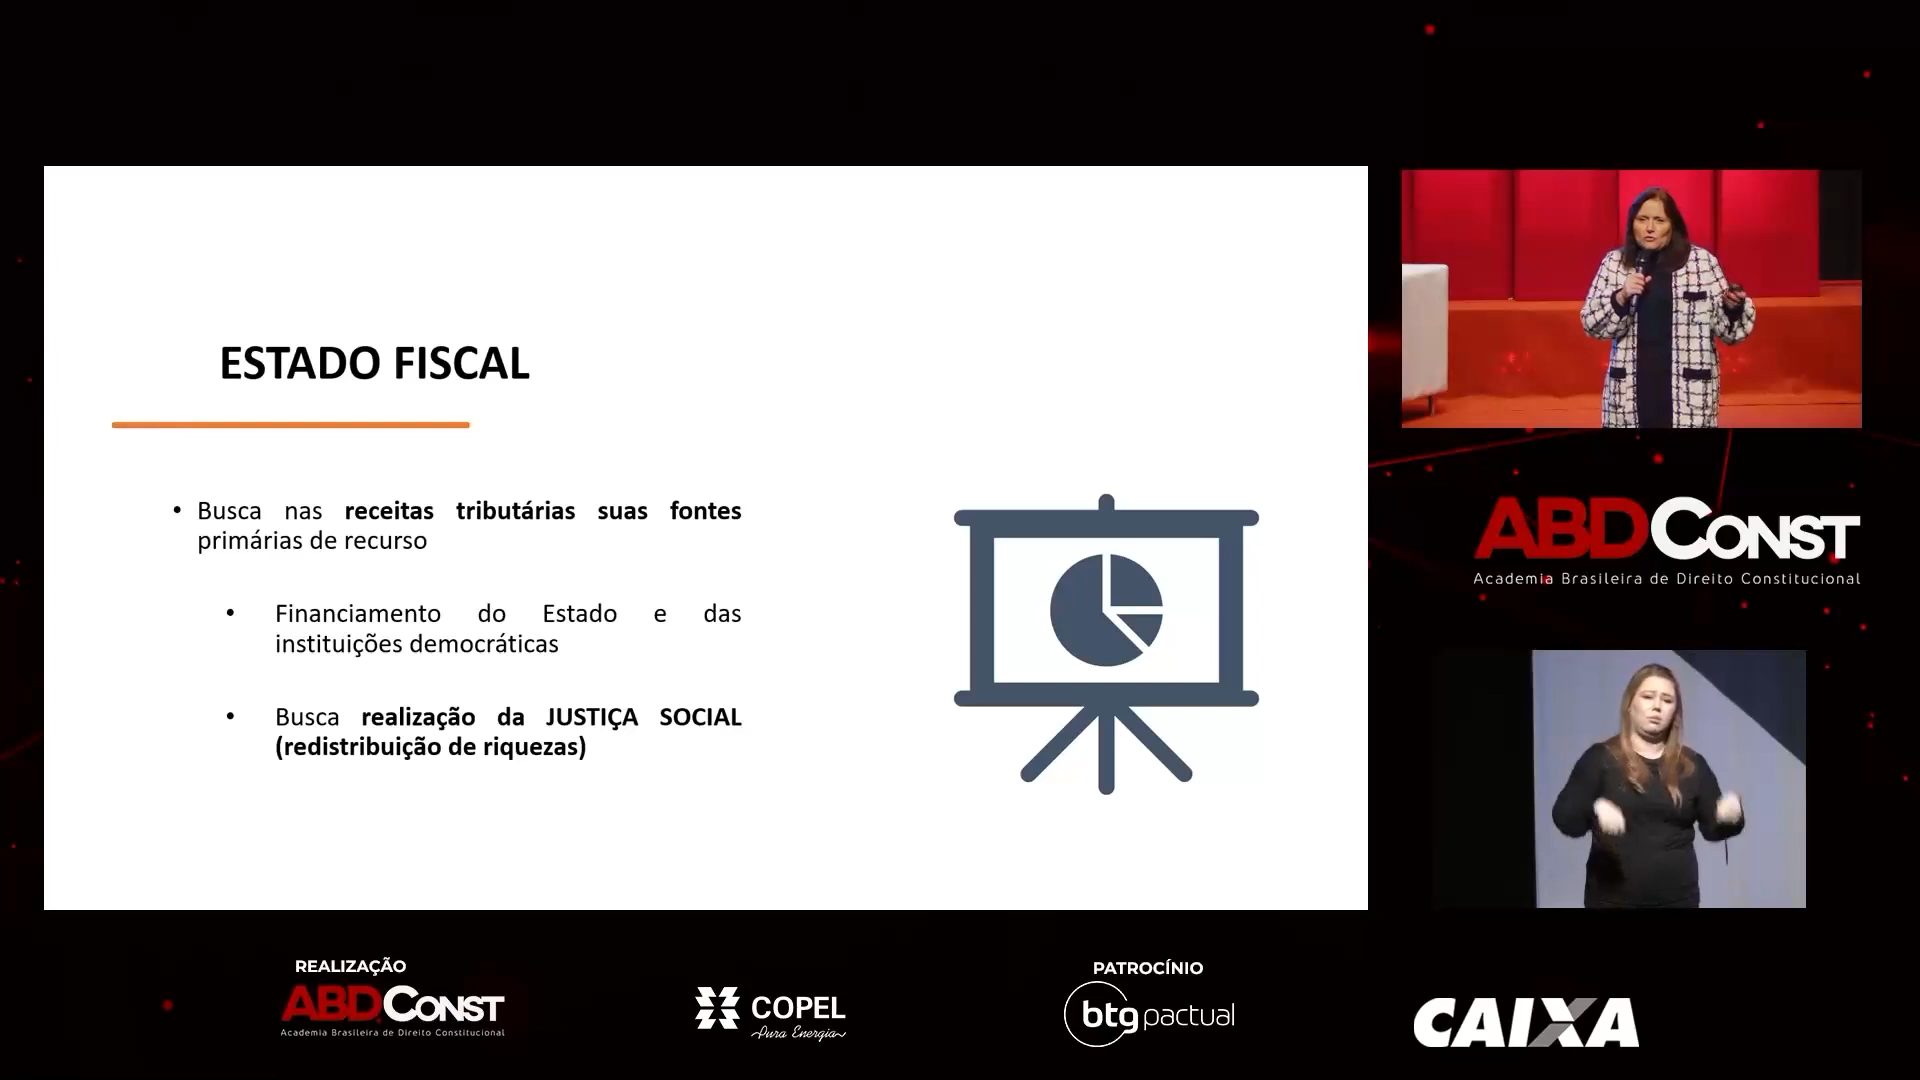 ESTADO FISCAL
• Busca nas receitas tributárias suas fontes
primárias de recurso
• Financiamento do Estado e das
instituições democráticas
• Busca realização da JUSTIÇA SOCIAL
(redistribuição de riquezas)
ABDCONST
Academia Brasileira de Direito Constitucional
REALIZAÇÃO
ABDCONST
Academia Brasileira de Direito Constitucional
COPEL
Pura Energia
PATROCÍNIO
btgpactual
CAIXA